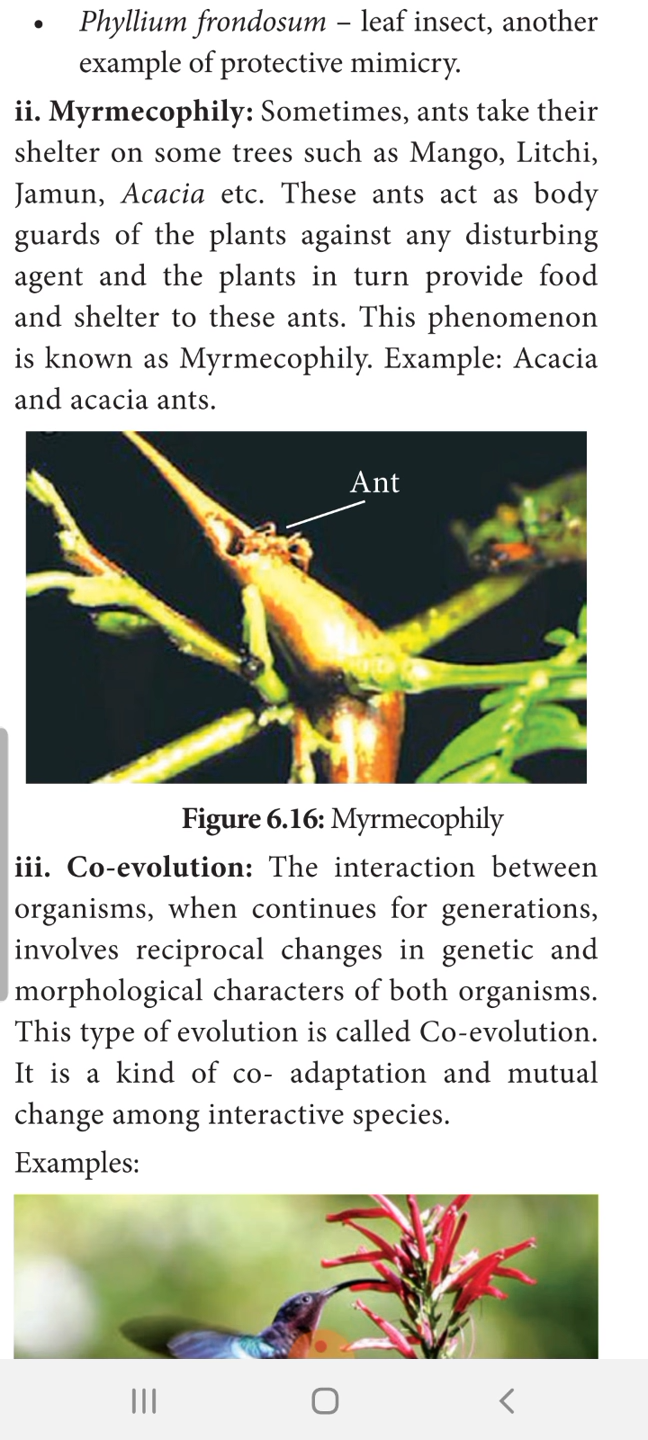 • Phyllium frondosum – leaf insect, another
example of protective mimicry.
ii. Myrmecophily: Sometimes, ants take their
shelter on some trees such as Mango, Litchi,
Jamun, Acacia etc. These ants act as body
guards of the plants against any disturbing
agent and the plants in turn provide food
and shelter to these ants. This phenomenon
is known as Myrmecophily. Example: Acacia
and acacia ants.
Ant
Figure 6.16: Myrmecophily
iii. Co-evolution: The interaction between
organisms, when continues for generations,
involves reciprocal changes in genetic and
morphological characters of both organisms.
This type of evolution is called Co-evolution.
It is a kind of co- adaptation and mutual
change among interactive species.
Examples: